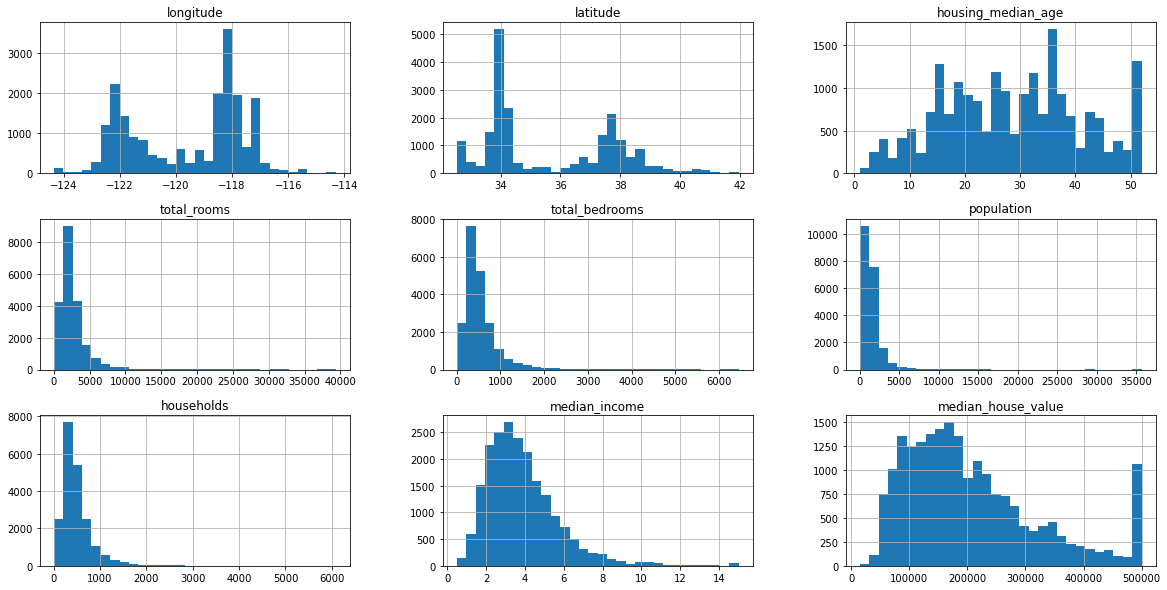 longitude
3000
2000
1000
0
−124 −122 −120 −118 −116 −114
latitude
5000
4000
3000
2000
1000
0
34 36 38 40 42
housing_median_age
1500
1000
500
0
0 10 20 30 40 50
total_rooms
8000
6000
4000
2000
0
0 5000 10000 15000 20000 25000 30000 35000 40000
total_bedrooms
8000
6000
4000
2000
0
0 1000 2000 3000 4000 5000 6000
population
10000
8000
6000
4000
2000
0
0 5000 10000 15000 20000 25000 30000 35000
households
8000
6000
4000
2000
0
0 1000 2000 3000 4000 5000 6000
median_income
2500
2000
1500
1000
500
0
0 2 4 6 8 10 12 14
median_house_value
1500
1250
1000
750
500
250
0
0 100000 200000 300000 400000 500000